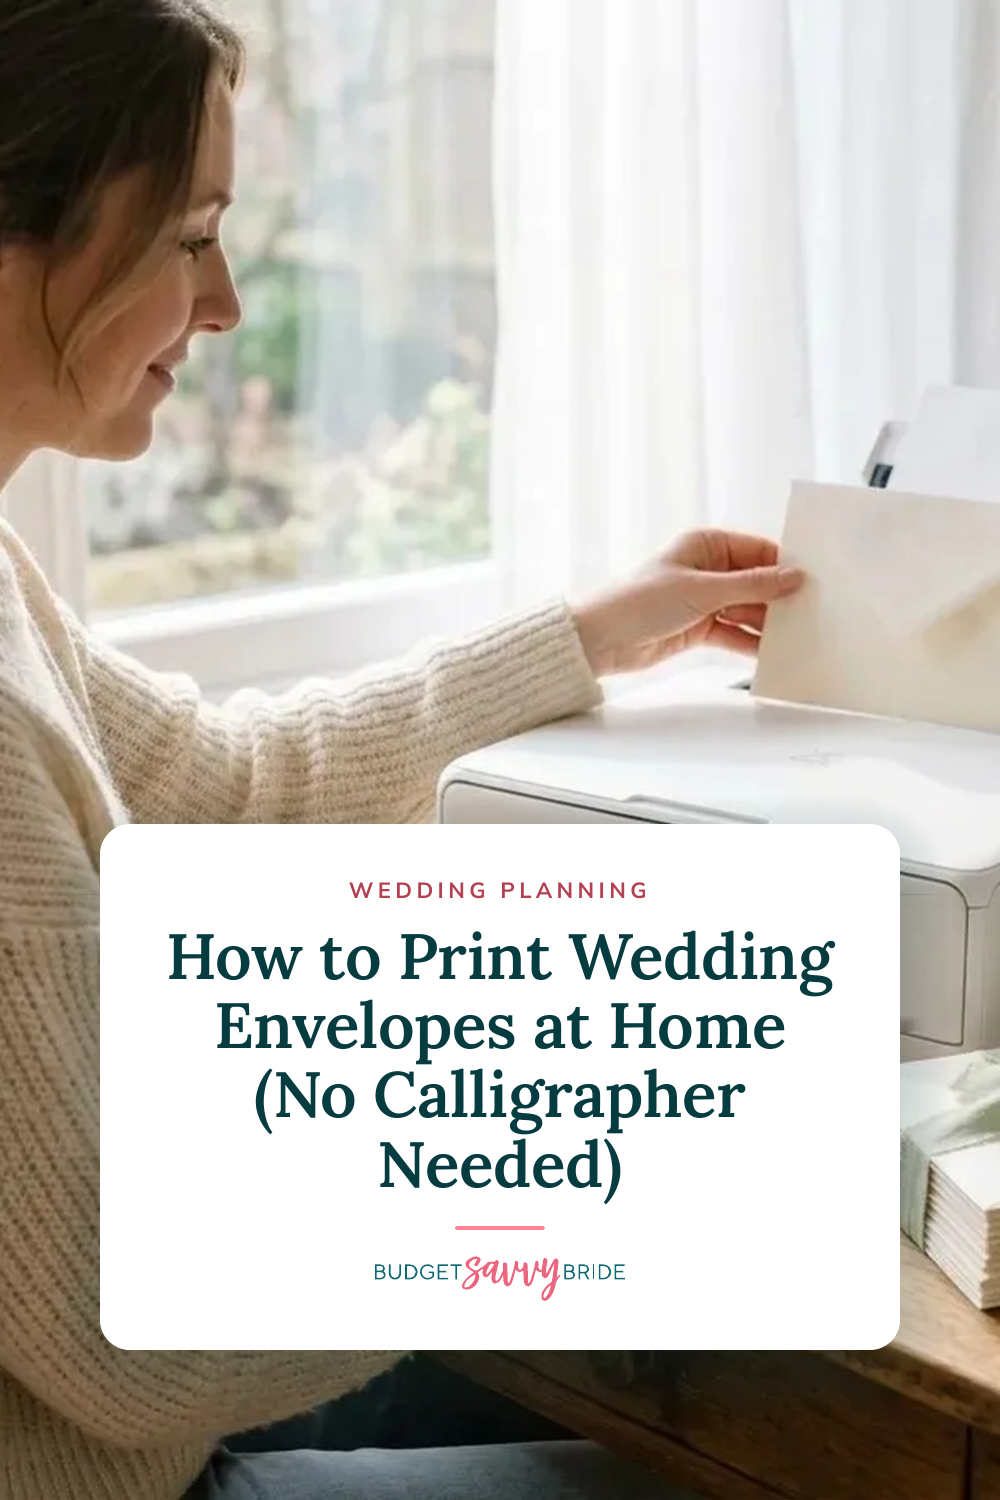 WEDDING PLANNING
How to Print Wedding
Envelopes at Home
(No Calligrapher
Needed)
BUDGET savvy BRIDE